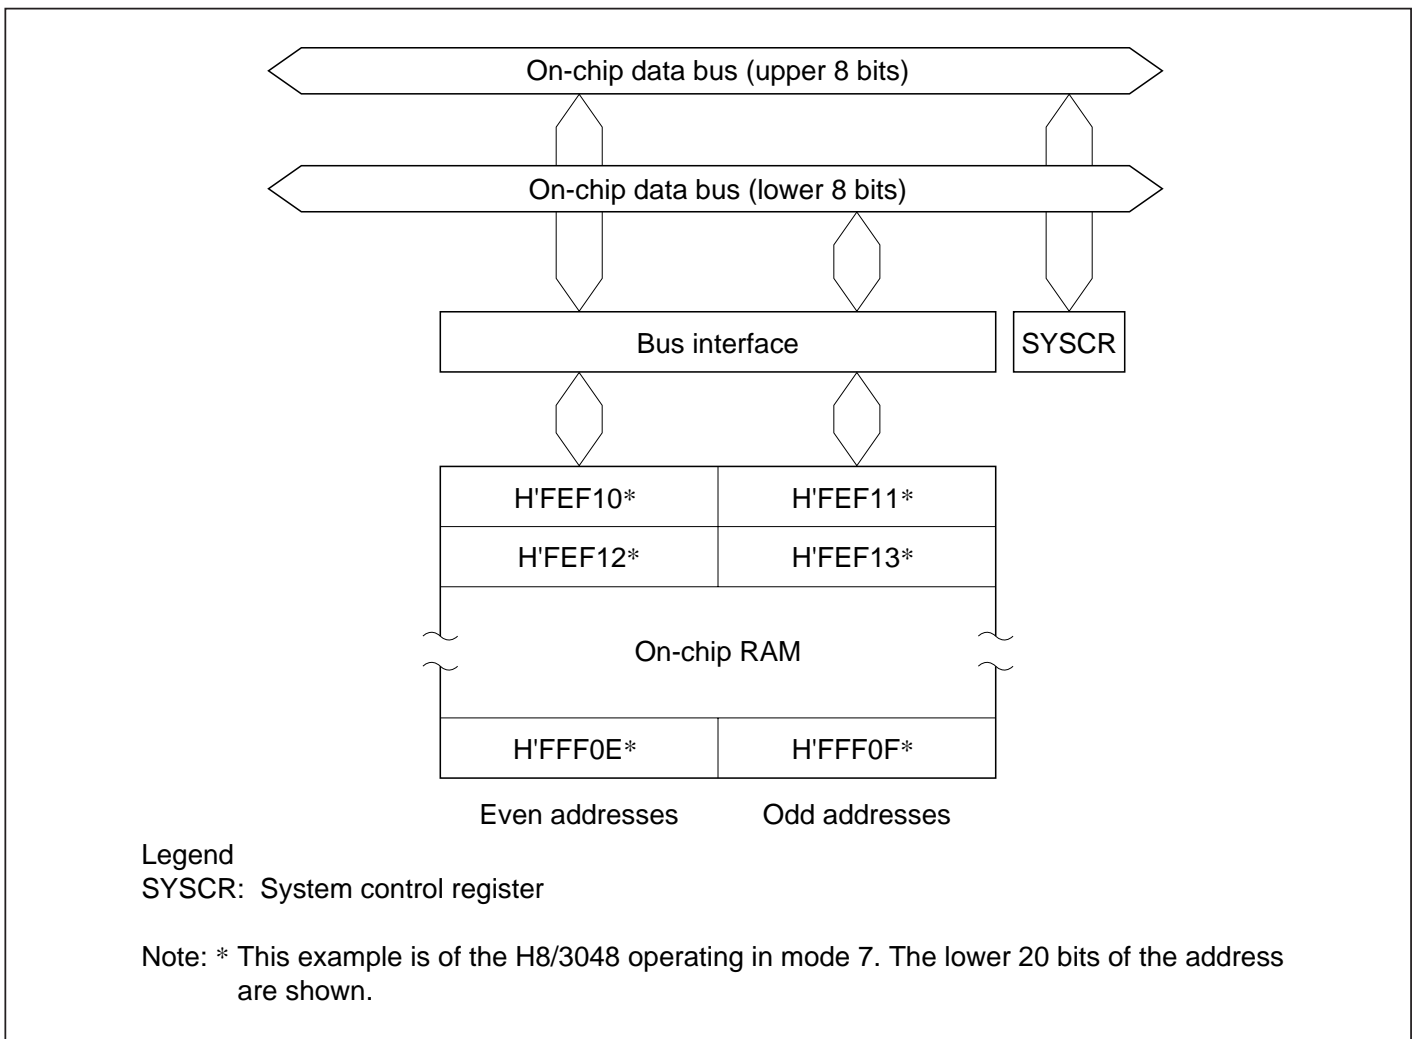 On-chip data bus (upper 8 bits)
On-chip data bus (lower 8 bits)
Bus interface
SYSCR
H'FEF10*
H'FEF11*
H'FEF12*
H'FEF13*
On-chip RAM
H'FFF0E*
H'FFF0F*
Even addresses
Odd addresses
Legend
SYSCR: System control register
Note: * This example is of the H8/3048 operating in mode 7. The lower 20 bits of the address
are shown.